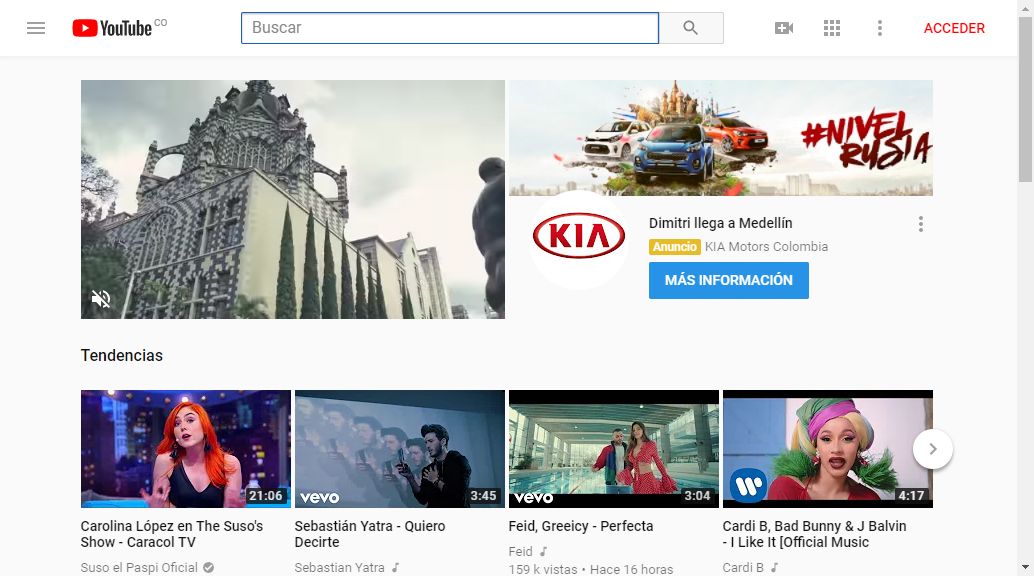 YouTube CO
Buscar
ACCEDER
#NIVEL
RUSIA
KIA
Dimitri llega a Medellín
Anuncio KIA Motors Colombia
MÁS INFORMACIÓN
Tendencias
21:06
vevo 3:45
vevo 3:04
W 4:17
Carolina López en The Suso's
Show - Caracol TV
Suso el Paspi Oficial
Sebastián Yatra - Quiero
Decirte
Sebastian Yatra
Feid, Greeicy - Perfecta
Feid
159 k vistas • Hace 16 horas
Cardi B, Bad Bunny & J Balvin
- I Like It [Official Music
Cardi B